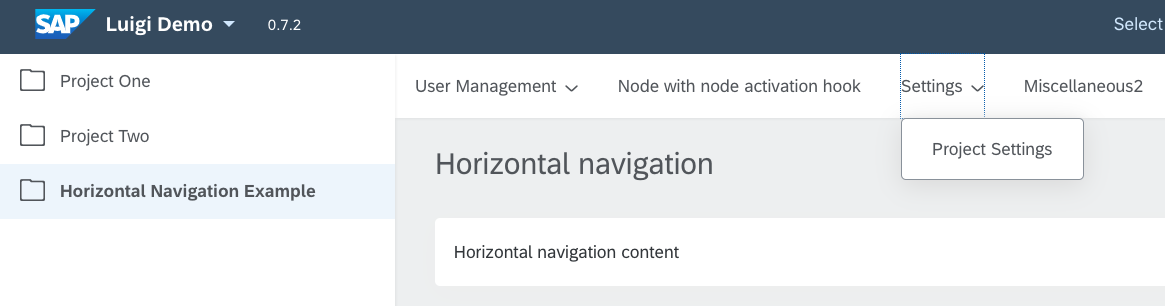 SAP Luigi Demo 0.7.2 Select
Project One
Project Two
Horizontal Navigation Example
User Management Node with node activation hook Settings Miscellaneous2
Project Settings
Horizontal navigation
Horizontal navigation content